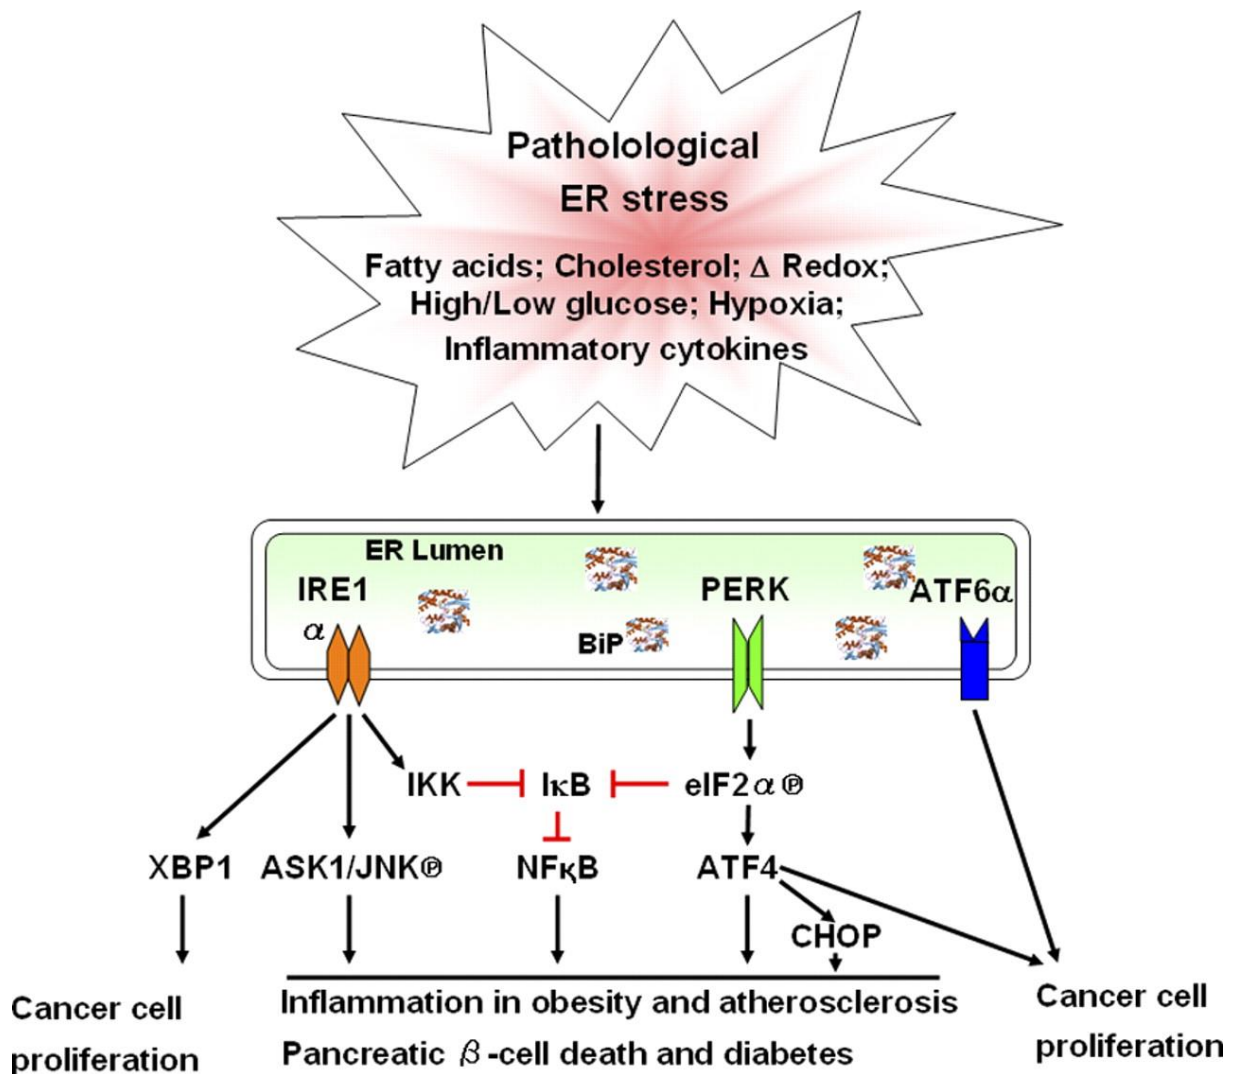 Patholological
ER stress
Fatty acids; Cholesterol; Δ Redox;
High/Low glucose; Hypoxia;
Inflammatory cytokines
ER Lumen
IRE1
α
PERK
ATF6α
BiP
IKK
IκB
eIF2α℗
XBP1
ASK1/JNK℗
NFκB
ATF4
CHOP
Cancer cell
proliferation
Inflammation in obesity and atherosclerosis
Pancreatic β-cell death and diabetes
Cancer cell
proliferation